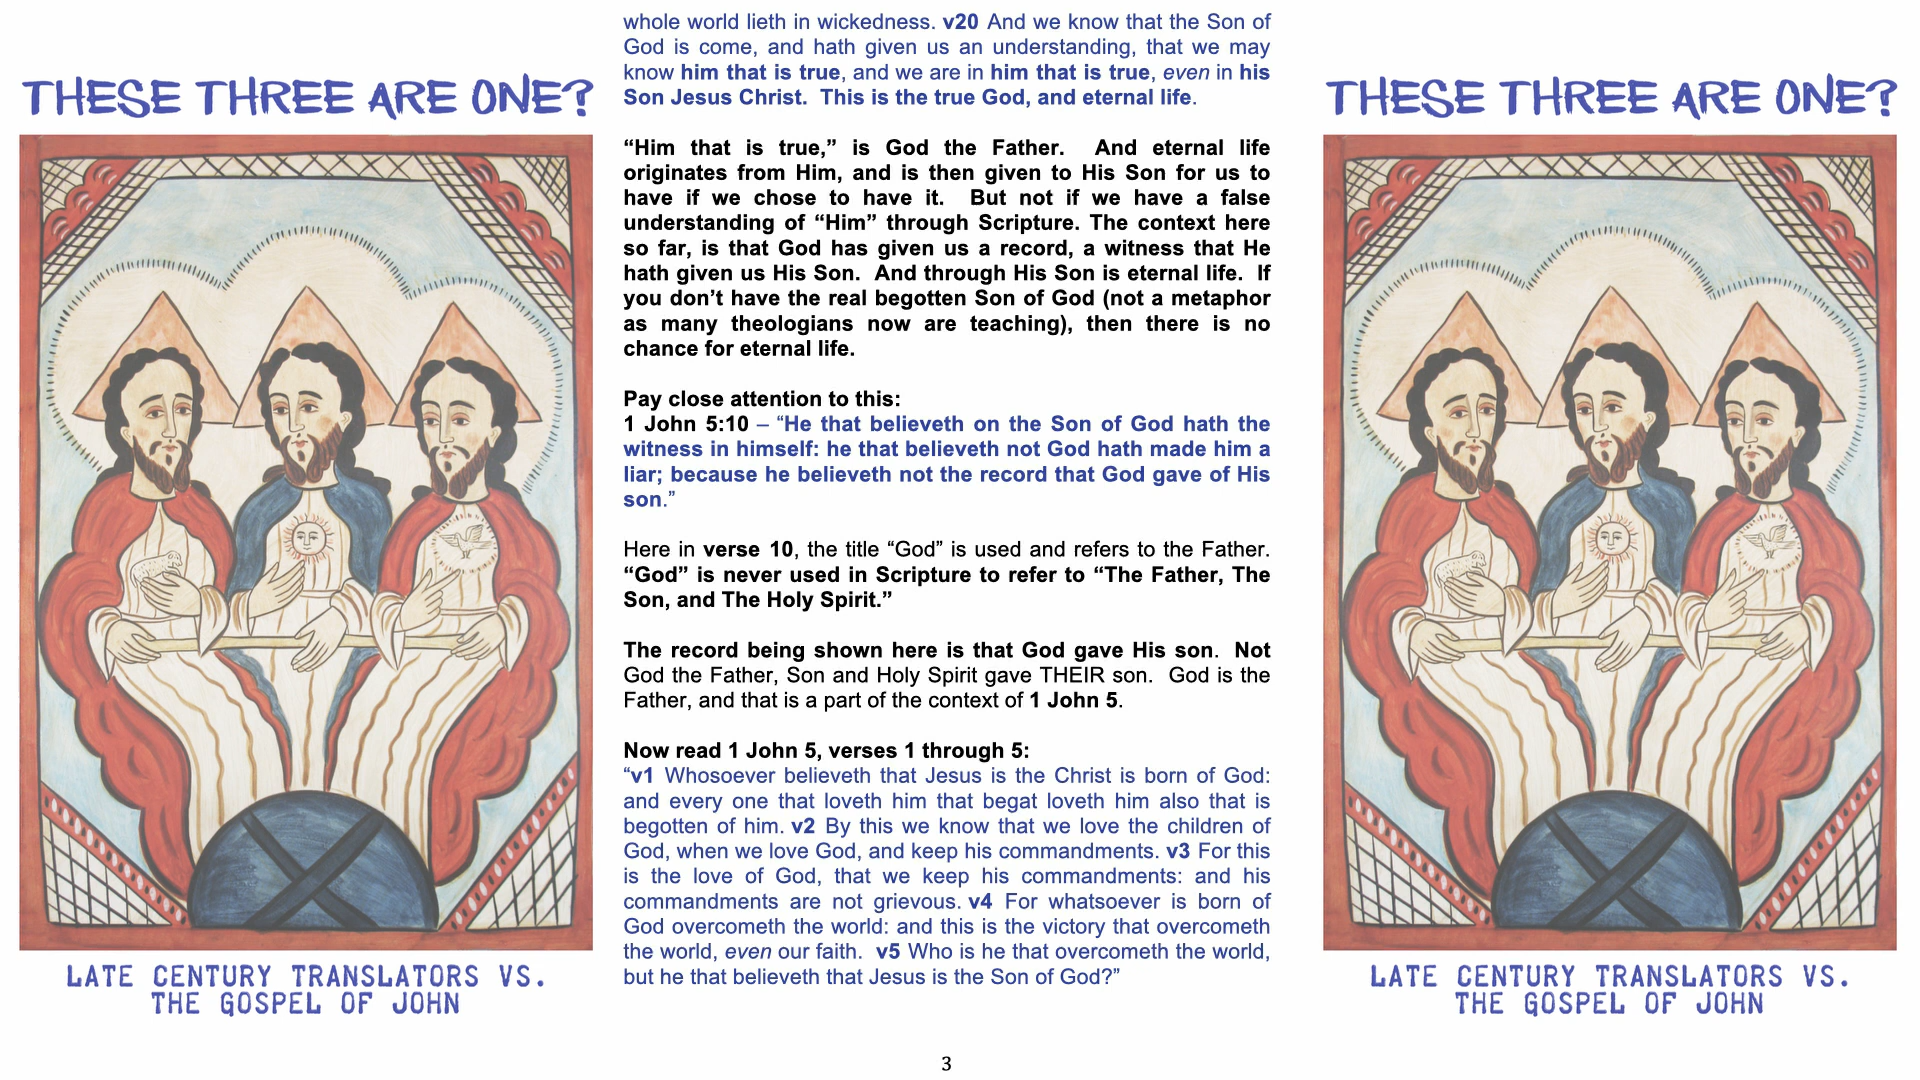 THESE THREE ARE ONE?
LATE CENTURY TRANSLATORS VS.
THE GOSPEL OF JOHN
whole world lieth in wickedness. v20 And we know that the Son of
God is come, and hath given us an understanding, that we may
know him that is true, and we are in him that is true, even in his
Son Jesus Christ. This is the true God, and eternal life.
“Him that is true,” is God the Father. And eternal life
originates from Him, and is then given to His Son for us to
have if we chose to have it. But not if we have a false
understanding of “Him” through Scripture. The context here
so far, is that God has given us a record, a witness that He
hath given us His Son. And through His Son is eternal life. If
you don’t have the real begotten Son of God (not a metaphor
as many theologians now are teaching), then there is no
chance for eternal life.
Pay close attention to this:
1 John 5:10 – “He that believeth on the Son of God hath the
witness in himself: he that believeth not God hath made him a
liar; because he believeth not the record that God gave of His
son.”
Here in verse 10, the title “God” is used and refers to the Father.
“God” is never used in Scripture to refer to “The Father, The
Son, and The Holy Spirit.”
The record being shown here is that God gave His son. Not
God the Father, Son and Holy Spirit gave THEIR son. God is the
Father, and that is a part of the context of 1 John 5.
Now read 1 John 5, verses 1 through 5:
“v1 Whosoever believeth that Jesus is the Christ is born of God:
and every one that loveth him that begat loveth him also that is
begotten of him. v2 By this we know that we love the children of
God, when we love God, and keep his commandments. v3 For this
is the love of God, that we keep his commandments: and his
commandments are not grievous. v4 For whatsoever is born of
God overcometh the world: and this is the victory that overcometh
the world, even our faith. v5 Who is he that overcometh the world,
but he that believeth that Jesus is the Son of God?”
3
THESE THREE ARE ONE?
LATE CENTURY TRANSLATORS VS.
THE GOSPEL OF JOHN